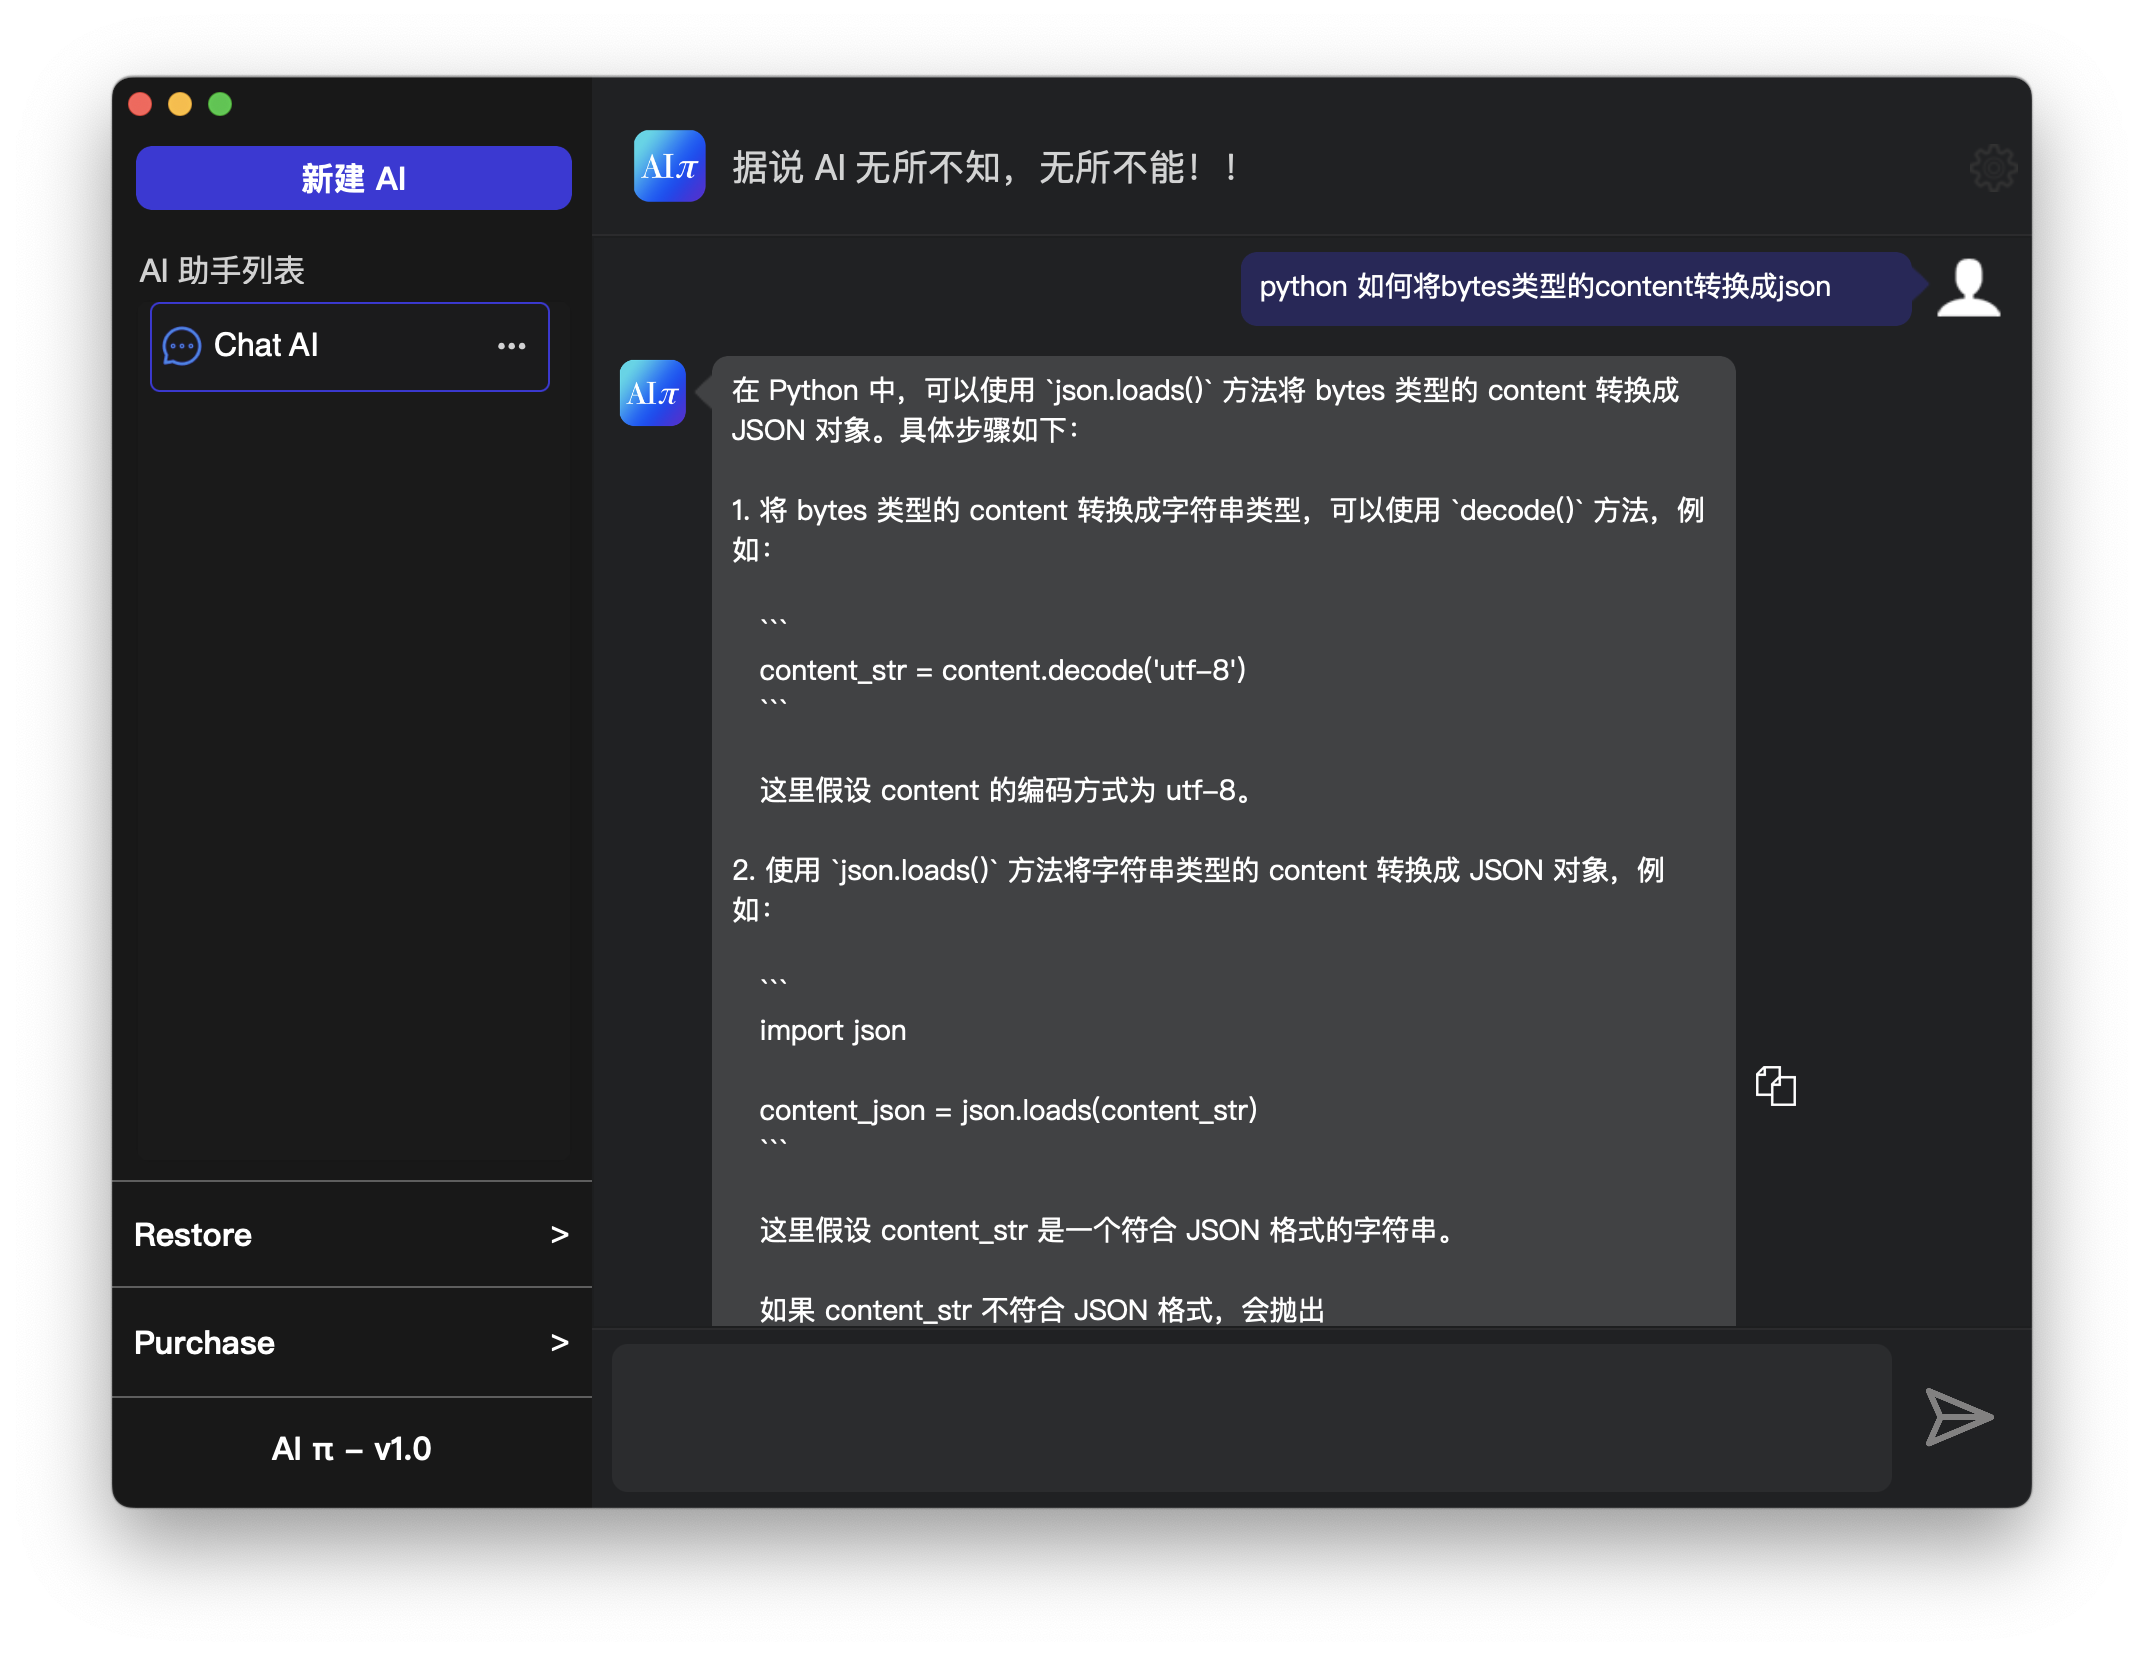 新建 AI
AI 助手列表
Chat AI
Restore >
Purchase >
AI π – v1.0
AIπ
据说 AI 无所不知，无所不能！！
python 如何将bytes类型的content转换成json
AIπ
在 Python 中，可以使用 `json.loads()` 方法将 bytes 类型的 content 转换成
JSON 对象。具体步骤如下：
1. 将 bytes 类型的 content 转换成字符串类型，可以使用 `decode()` 方法，例
如：
```
content_str = content.decode('utf-8')
```
这里假设 content 的编码方式为 utf-8。
2. 使用 `json.loads()` 方法将字符串类型的 content 转换成 JSON 对象，例
如：
```
import json
content_json = json.loads(content_str)
```
这里假设 content_str 是一个符合 JSON 格式的字符串。
如果 content_str 不符合 JSON 格式，会抛出